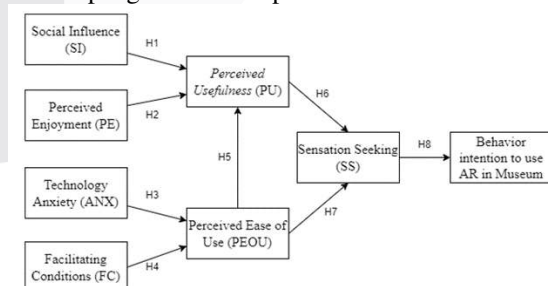 Social Influence
(SI)
H1
Perceived
Usefulness (PU)
H6
Perceived
Enjoyment (PE)
H2
H5
Sensation Seeking
(SS)
H8
Behavior
intention to use
AR in Museum
Technology
Anxiety (ANX)
H3
H7
Perceived Ease of
Use (PEOU)
H4
Facilitating
Conditions (FC)